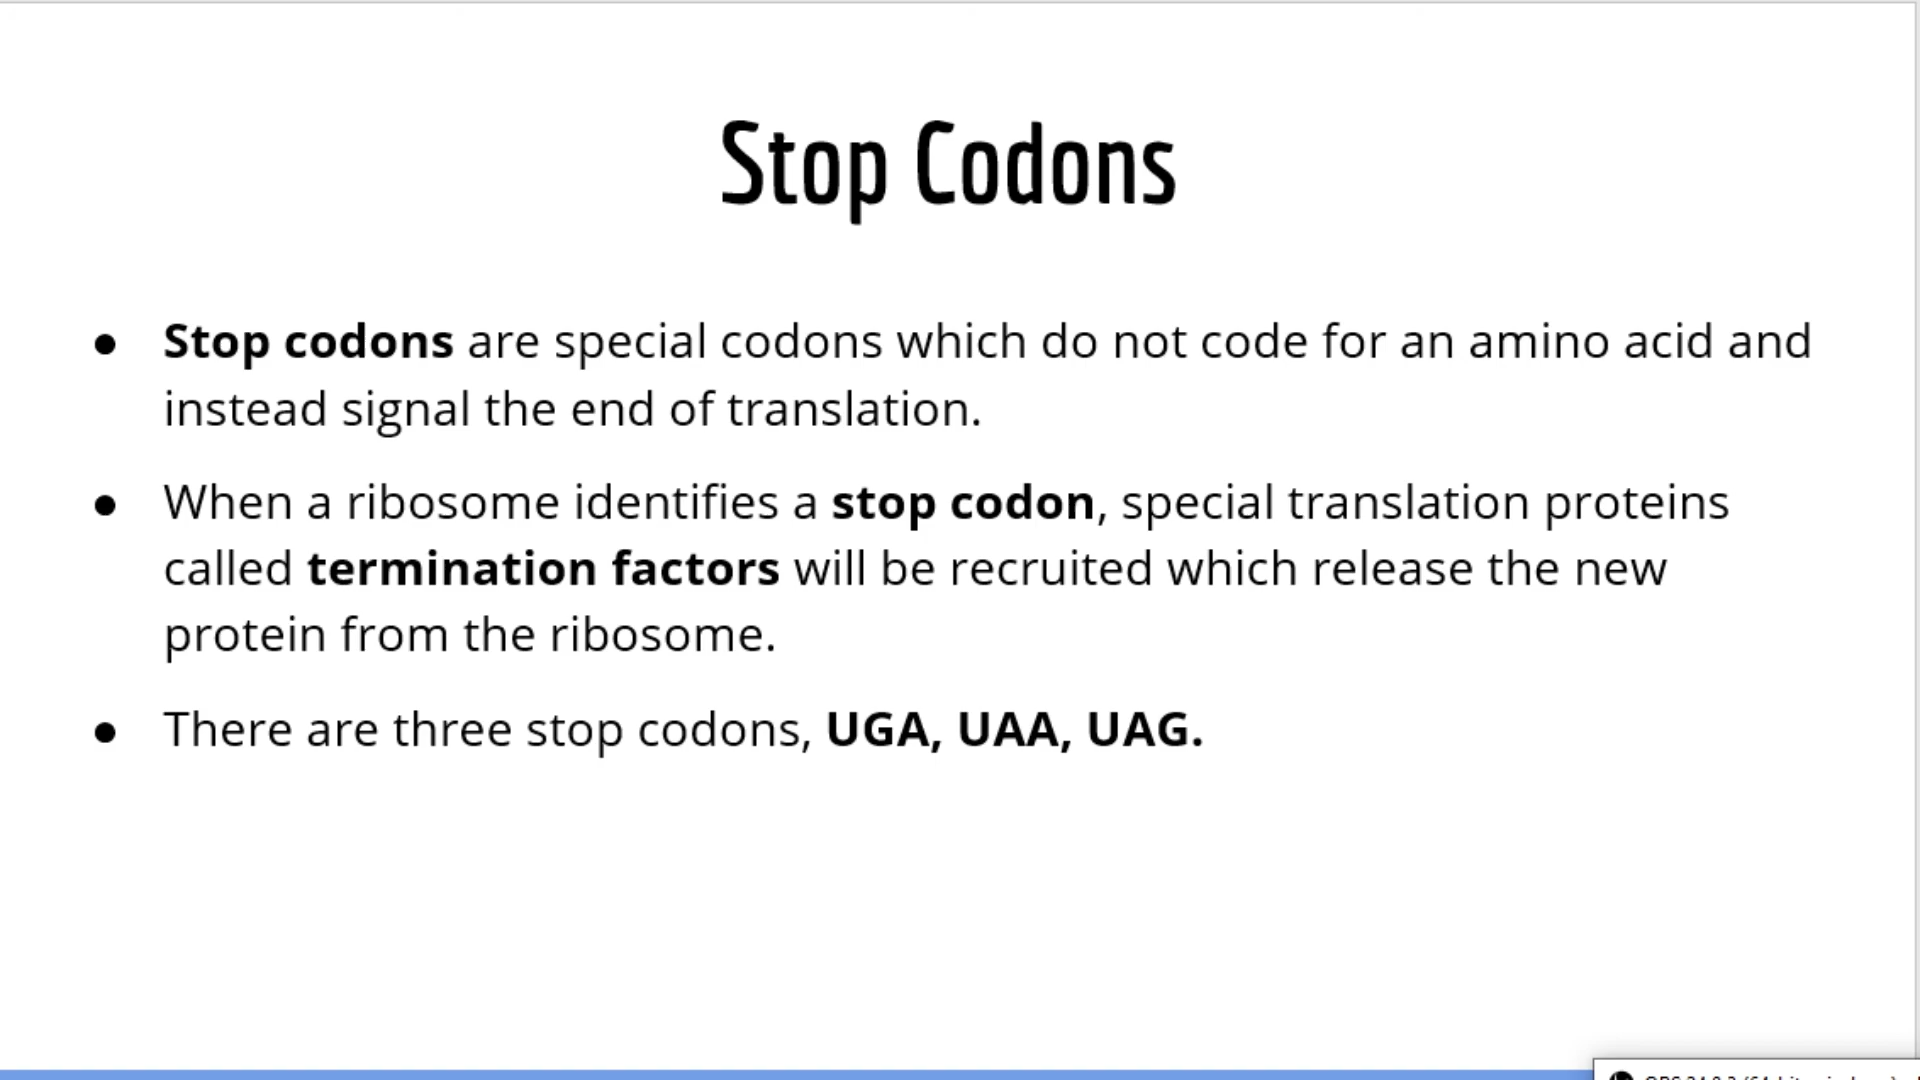 Stop Codons
● Stop codons are special codons which do not code for an amino acid and
instead signal the end of translation.
● When a ribosome identifies a stop codon, special translation proteins
called termination factors will be recruited which release the new
protein from the ribosome.
● There are three stop codons, UGA, UAA, UAG.